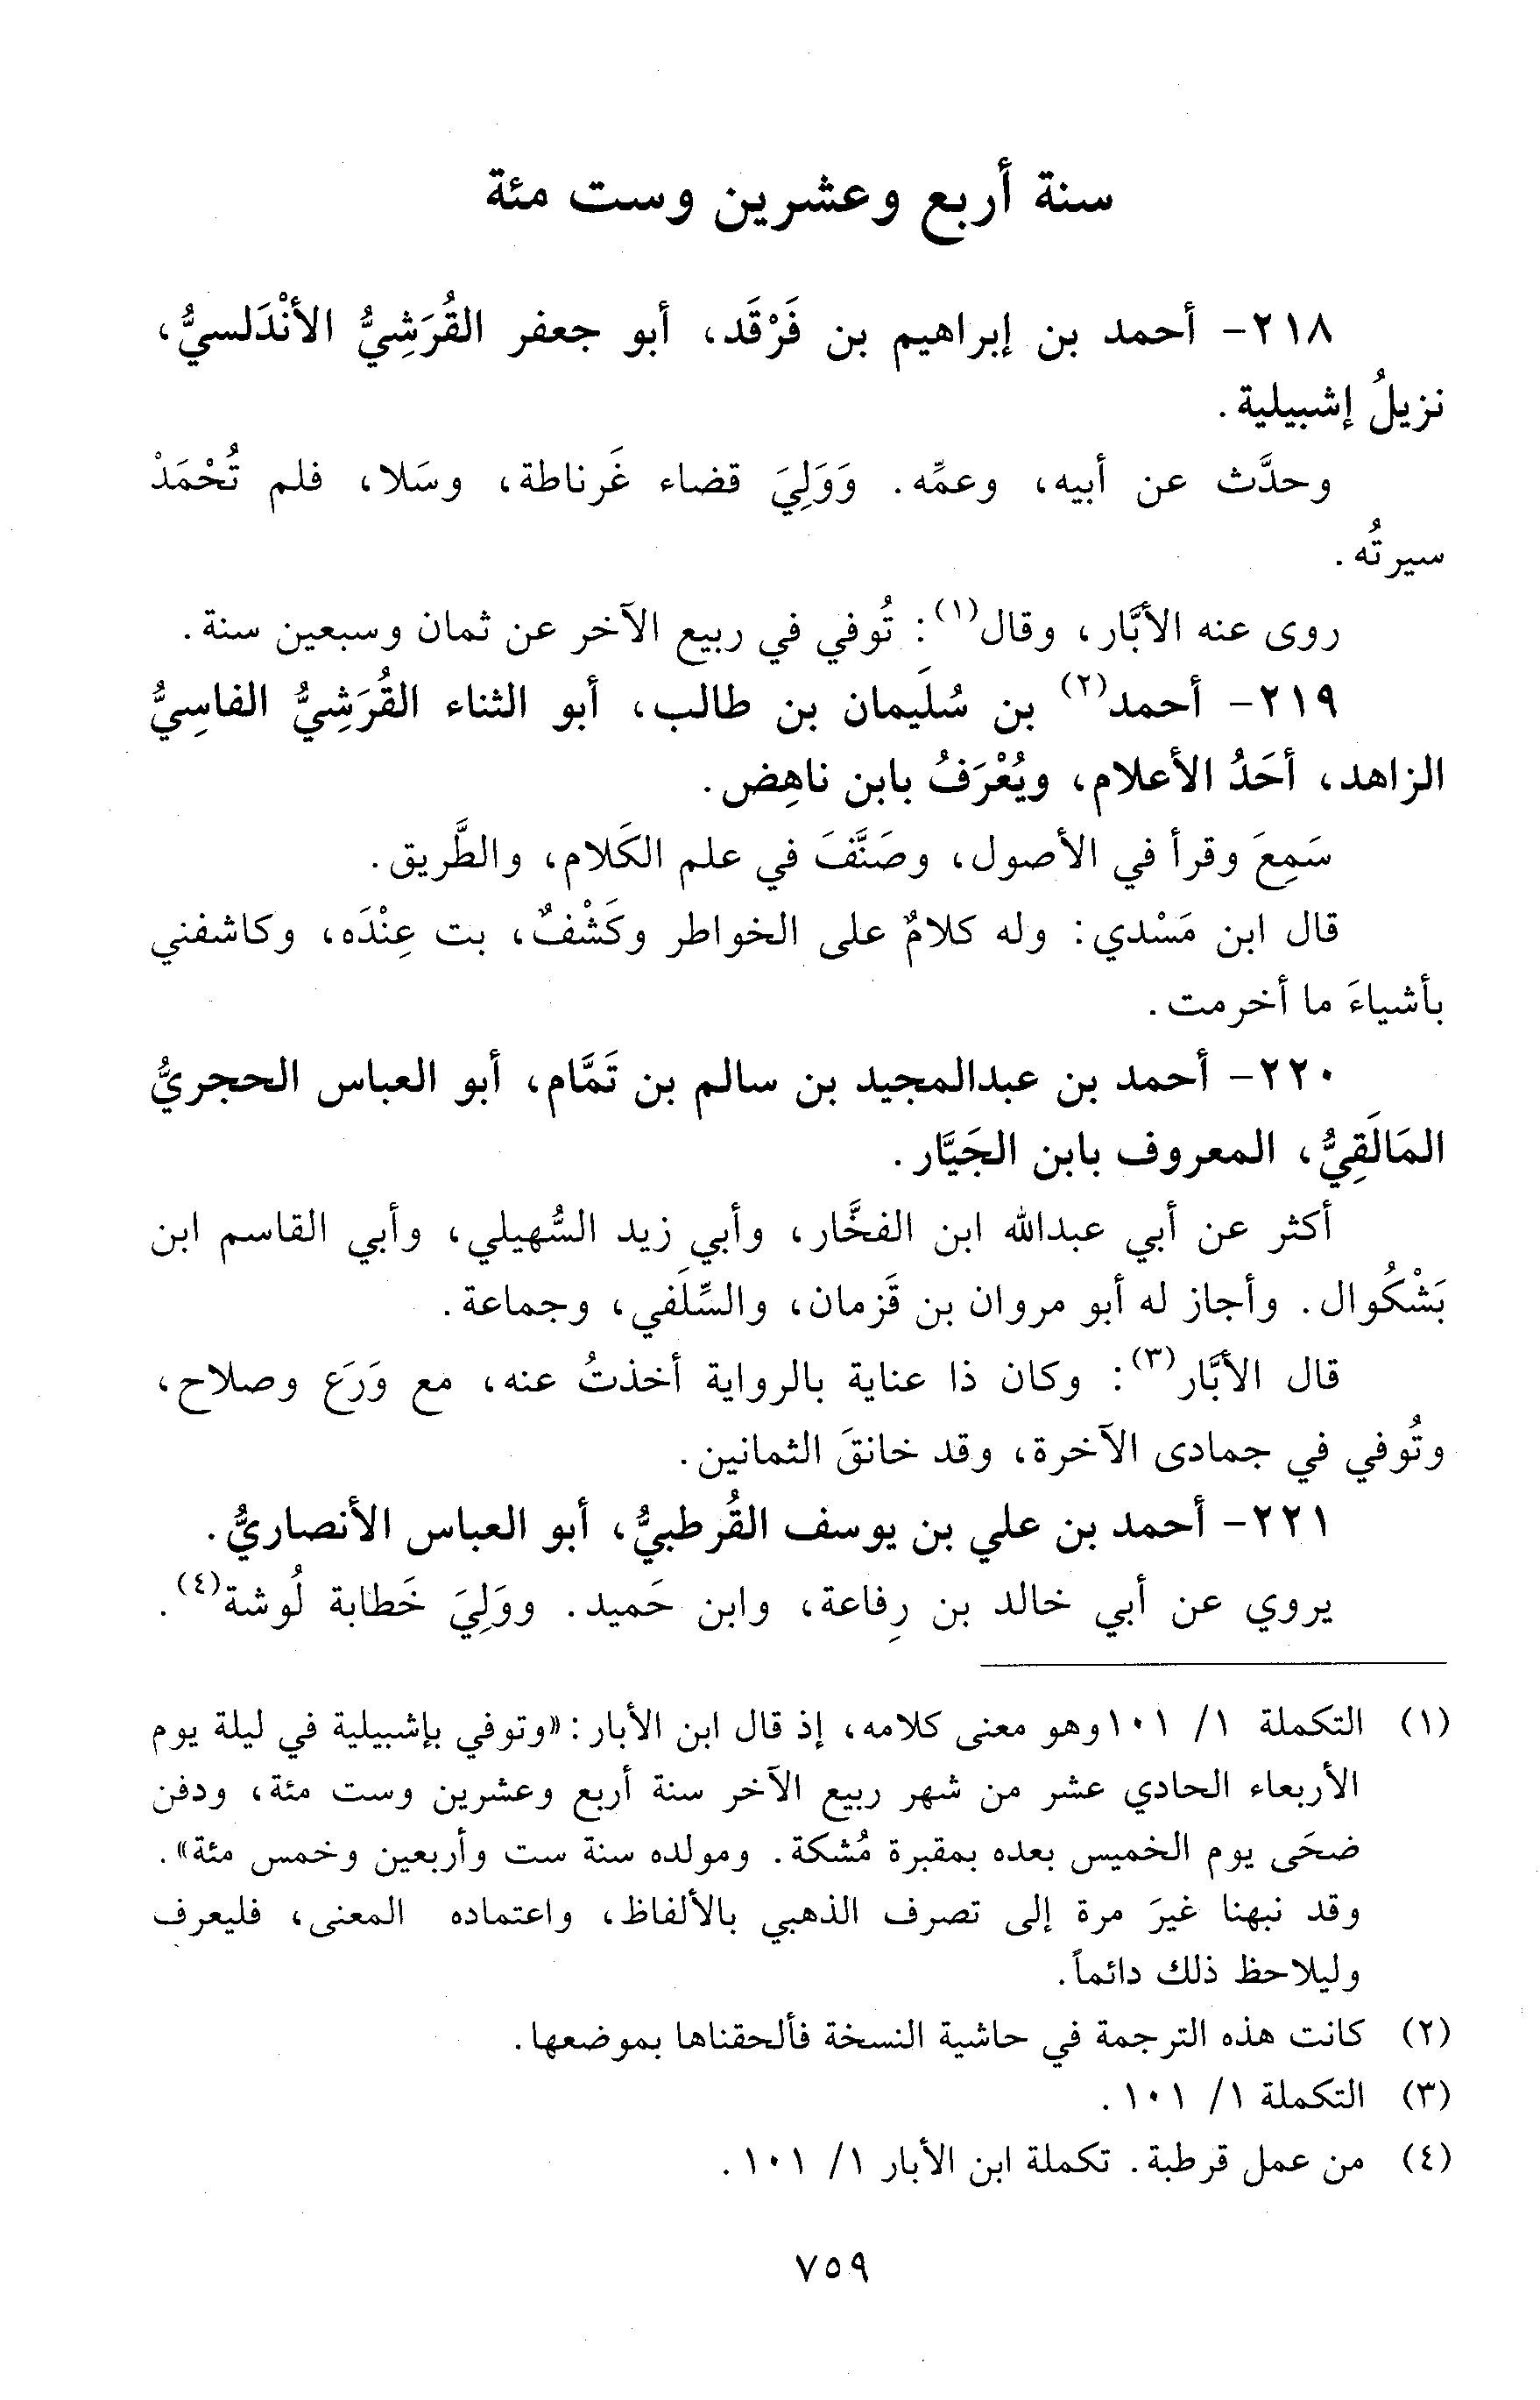 سنة أربع وعشرين وست مئة
٢١٨- أحمد بن إبراهيم بن فَرْقَد، أبو جعفر القُرَشِيُّ الأنْدَلسيُّ،
نزيلُ إشبيلية.
وحدَّث عن أبيه، وعمِّه. وَوَلِيَ قضاء غَرناطة، وسَلا، فلم تُحْمَدْ
سيرتُه.
روى عنه الأبَّار، وقال(١): تُوفي في ربيع الآخر عن ثمان وسبعين سنة.
٢١٩- أحمد(٢) بن سُلَيمان بن طالب، أبو الثناء القُرَشِيُّ الفاسِيُّ
الزاهد، أحَدُ الأعلام، ويُعْرَفُ بابن ناهِض.
سَمِعَ وقرأ في الأصول، وصَنَّفَ في علم الكَلام، والطَّريق.
قال ابن مَسْدي: وله كلامٌ على الخواطر وكَشْفٌ، بت عِنْدَه، وكاشفني
بأشياءَ ما أخرمت.
٢٢٠- أحمد بن عبدالمجيد بن سالم بن تَمَّام، أبو العباس الحجريُّ
المَالَقِيُّ، المعروف بابن الجَيَّار.
أكثر عن أبي عبدالله ابن الفخَّار، وأبي زيد السُّهيلي، وأبي القاسم ابن
بَشْكُوال. وأجاز له أبو مروان بن قَزمان، والسِّلَفي، وجماعة.
قال الأبَّار(٣): وكان ذا عناية بالرواية أخذتُ عنه، مع وَرَع وصلاح،
وتُوفي في جمادى الآخرة، وقد خانقَ الثمانين.
٢٢١- أحمد بن علي بن يوسف القُرطبيُّ، أبو العباس الأنصاريُّ.
يروي عن أبي خالد بن رِفاعة، وابن حَميد. ووَلِيَ خَطابة لُوشة(٤).
(١) التكملة ١/ ١٠١وهو معنى كلامه، إذ قال ابن الأبار: «وتوفي بإشبيلية في ليلة يوم
الأربعاء الحادي عشر من شهر ربيع الآخر سنة أربع وعشرين وست مئة، ودفن
ضحَى يوم الخميس بعده بمقبرة مُشكة. ومولده سنة ست وأربعين وخمس مئة».
وقد نبهنا غيرَ مرة إلى تصرف الذهبي بالألفاظ، واعتماده المعنى، فليعرف
وليلاحظ ذلك دائماً.
(٢) كانت هذه الترجمة في حاشية النسخة فألحقناها بموضعها.
(٣) التكملة ١/ ١٠١.
(٤) من عمل قرطبة. تكملة ابن الأبار ١/ ١٠١.
٧٥٩